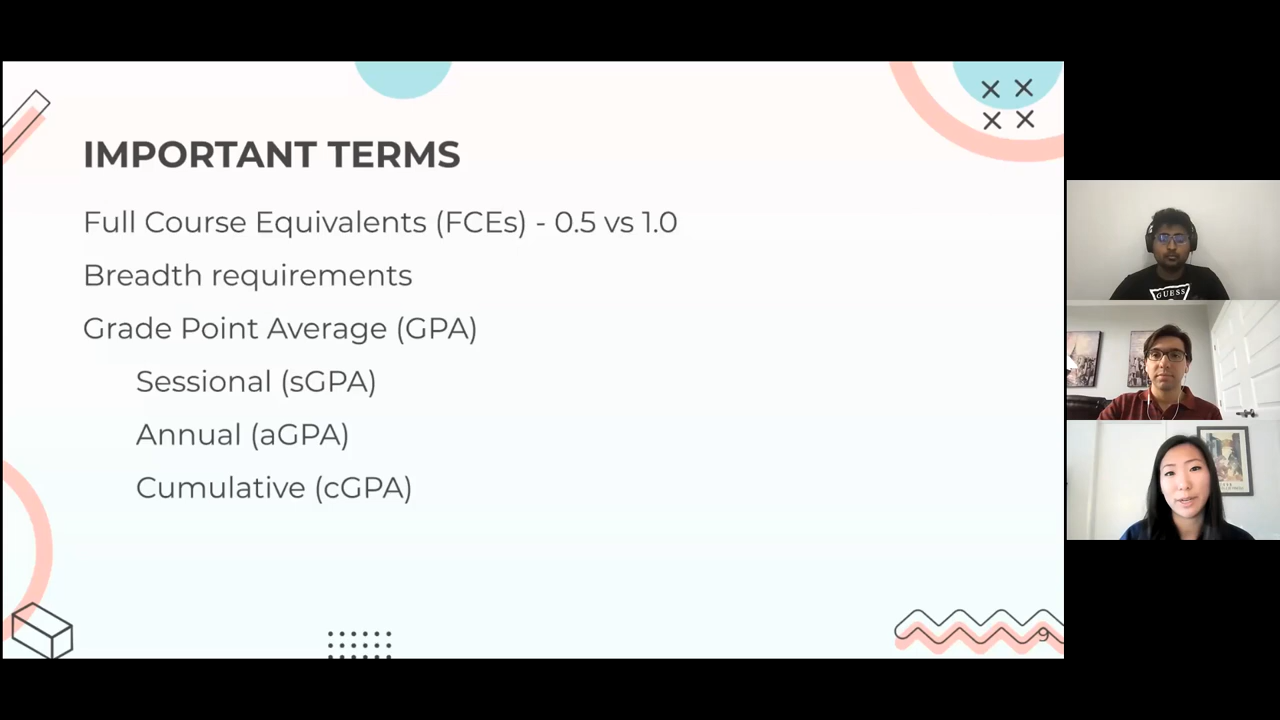 IMPORTANT TERMS
Full Course Equivalents (FCEs) - 0.5 vs 1.0
Breadth requirements
Grade Point Average (GPA)
Sessional (sGPA)
Annual (aGPA)
Cumulative (cGPA)
9
GUESS